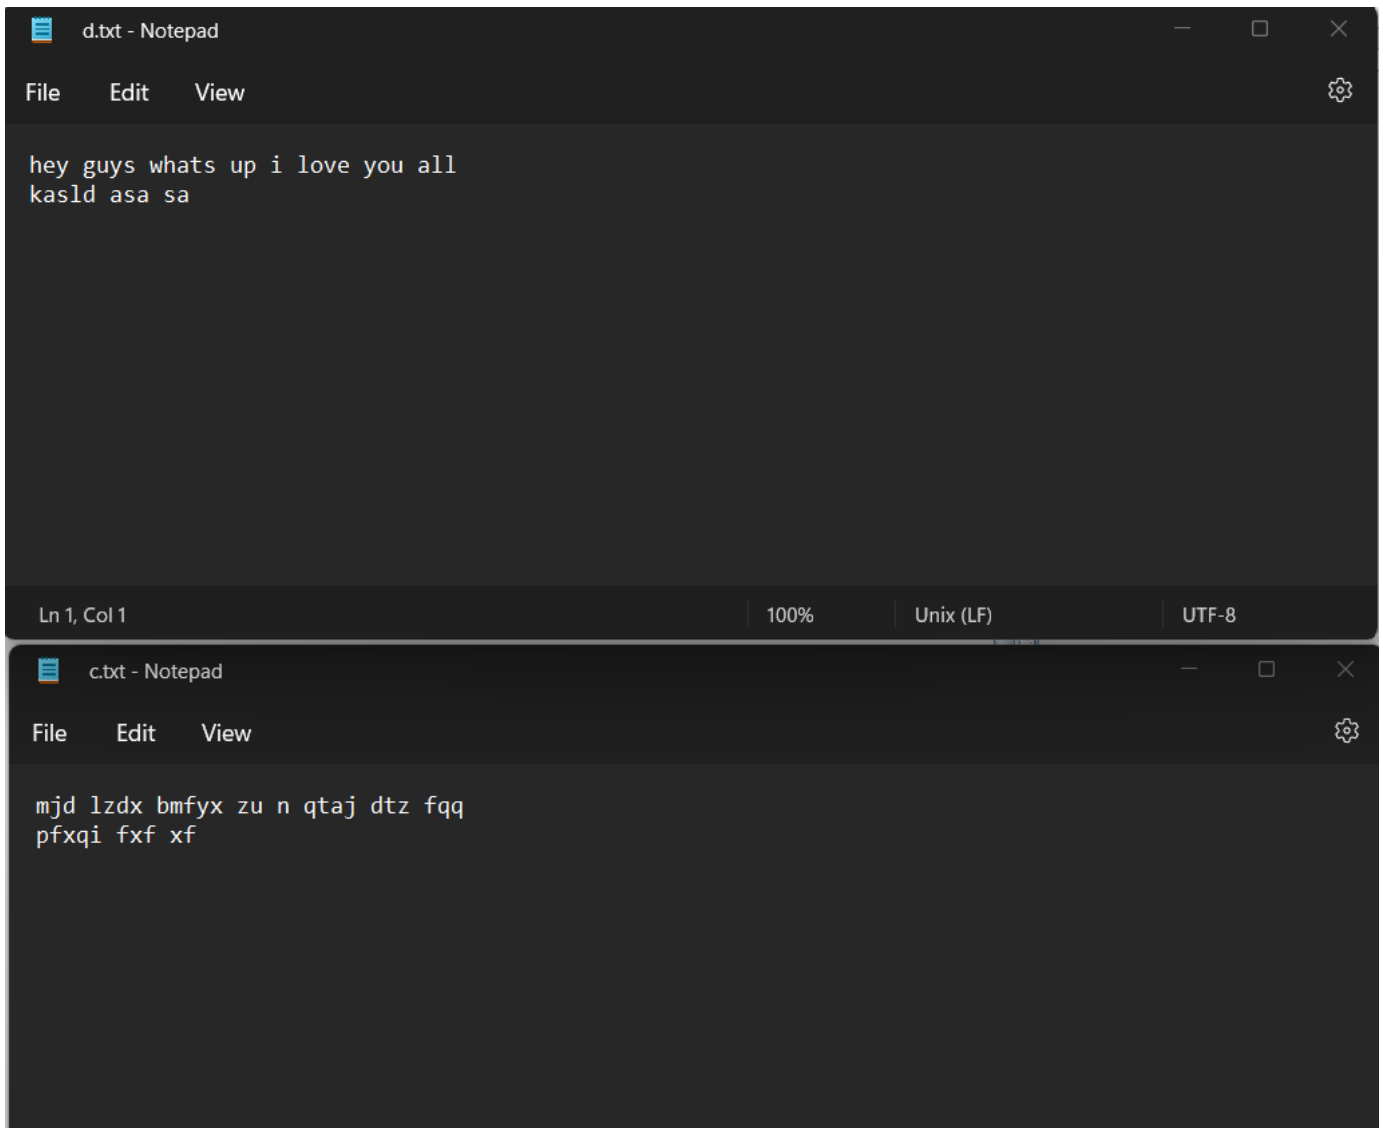 d.txt - Notepad
File Edit View
hey guys whats up i love you all
kasld asa sa
Ln 1, Col 1 100% Unix (LF) UTF-8
c.txt - Notepad
File Edit View
mjd lzdx bmfyx zu n qtaj dtz fqq
pfxqi fxf xf